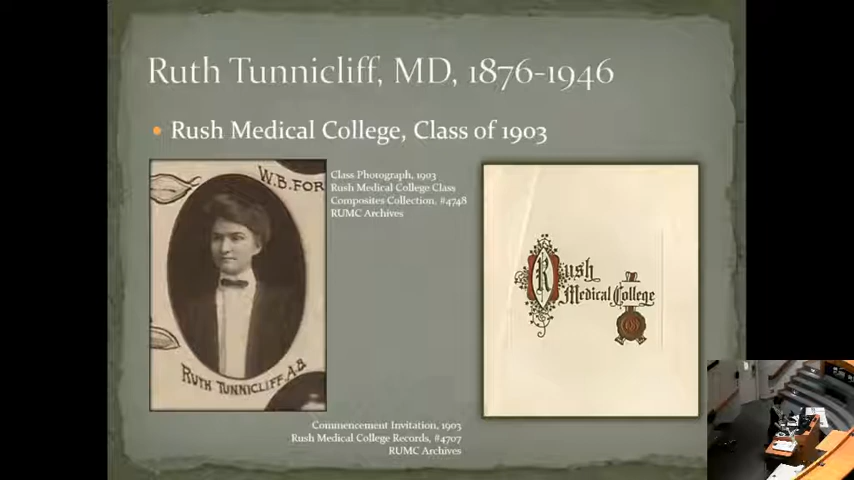 Ruth Tunnicliff, MD, 1876-1946
• Rush Medical College, Class of 1903
W.B. FOR
Class Photograph, 1903
Rush Medical College Class
Composites Collection, #4748
RUMC Archives
RUTH TUNNICLIFF. A.B.
Rush
Medical College
Commencement Invitation, 1903
Rush Medical College Records, #4707
RUMC Archives